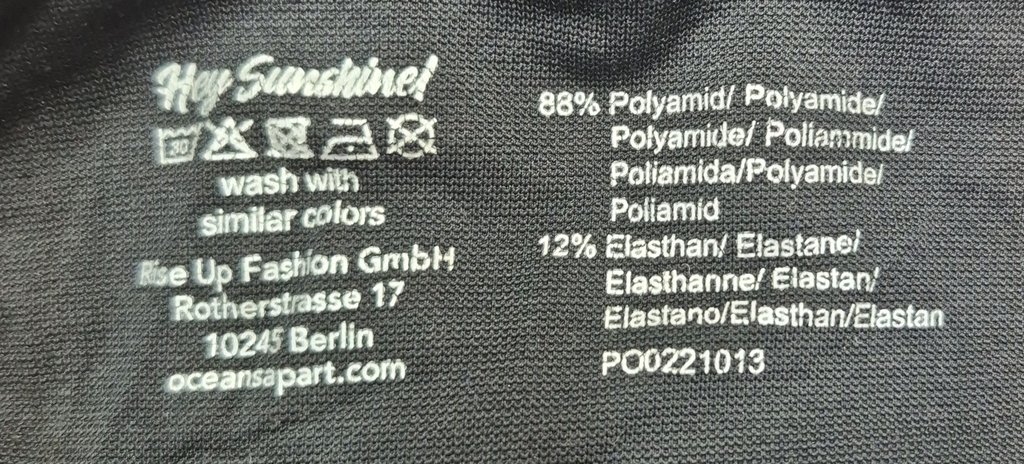 Hey Sunshine!
30
wash with
similar colors
Rise Up Fashion GmbH
Rotherstrasse 17
10245 Berlin
oceansapart.com
88% Polyamid/ Polyamide/
Polyamide/ Poliammide/
Poliamida/Polyamide/
Poliamid
12% Elasthan/ Elastane/
Elasthanne/ Elastan/
Elastano/Elasthan/Elastan
PO0221013